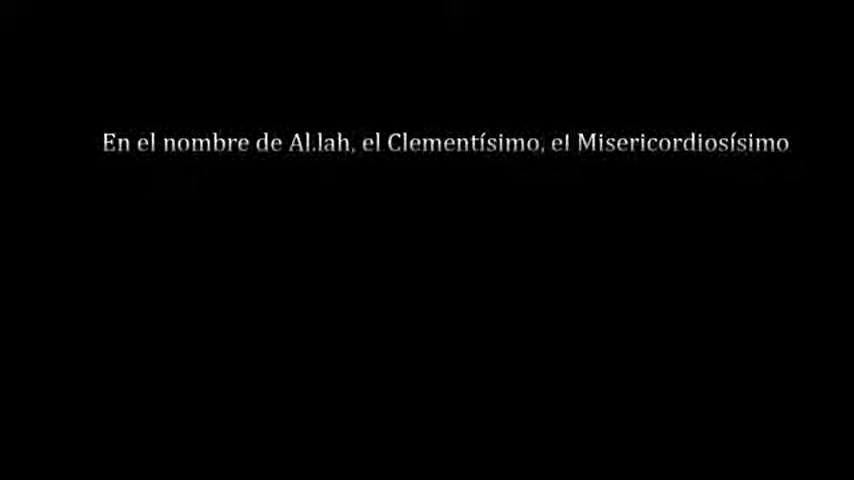 En el nombre de Al.lah, el Clementísimo, el Misericordiosísimo